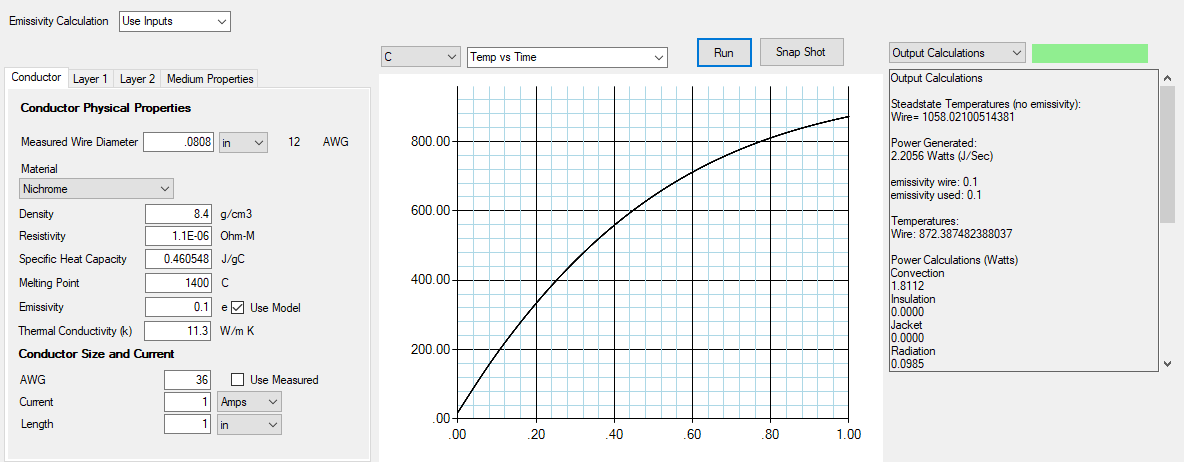 Emissivity Calculation Use Inputs
C Temp vs Time Run Snap Shot Output Calculations
Conductor Layer 1 Layer 2 Medium Properties
Conductor Physical Properties
Measured Wire Diameter .0808 in 12 AWG
Material
Nichrome
Density 8.4 g/cm3
Resistivity 1.1E-06 Ohm-M
Specific Heat Capacity 0.460548 J/gC
Melting Point 1400 C
Emissivity 0.1 e Use Model
Thermal Conductivity (k) 11.3 W/m K
Conductor Size and Current
AWG 36 Use Measured
Current 1 Amps
Length 1 in
800.00
600.00
400.00
200.00
.00
.00 .20 .40 .60 .80 1.00
Output Calculations
Steadstate Temperatures (no emissivity):
Wire= 1058.02100514381
Power Generated:
2.2056 Watts (J/Sec)
emissivity wire: 0.1
emissivity used: 0.1
Temperatures:
Wire: 872.387482388037
Power Calculations (Watts)
Convection
1.8112
Insulation
0.0000
Jacket
0.0000
Radiation
0.0985